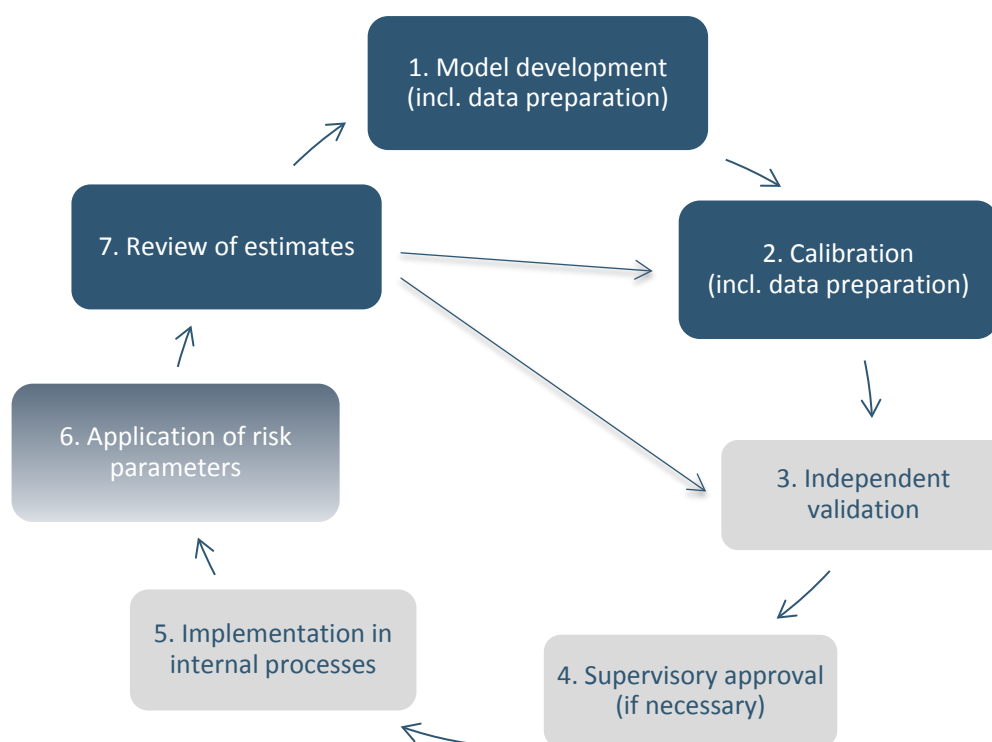 1. Model development
(incl. data preparation)
2. Calibration
(incl. data preparation)
3. Independent
validation
4. Supervisory approval
(if necessary)
5. Implementation in
internal processes
6. Application of risk
parameters
7. Review of estimates